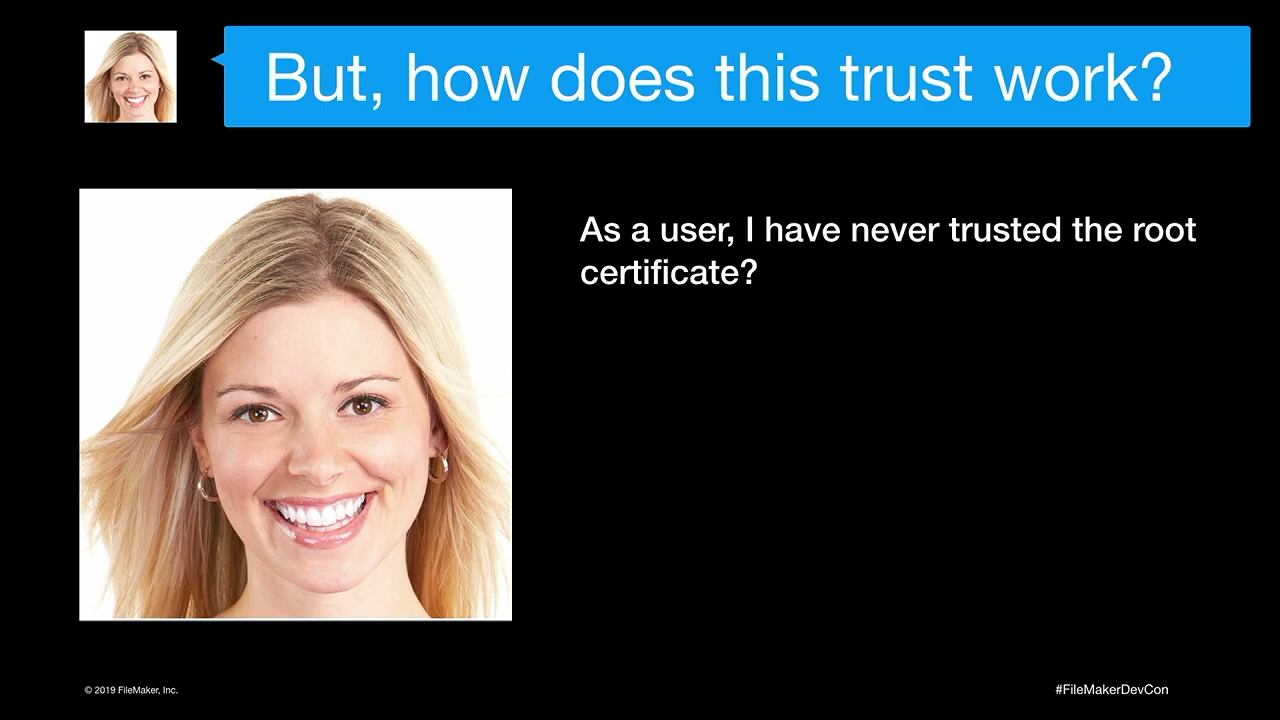 But, how does this trust work?
As a user, I have never trusted the root
certificate?
© 2019 FileMaker, Inc.
#FileMakerDevCon